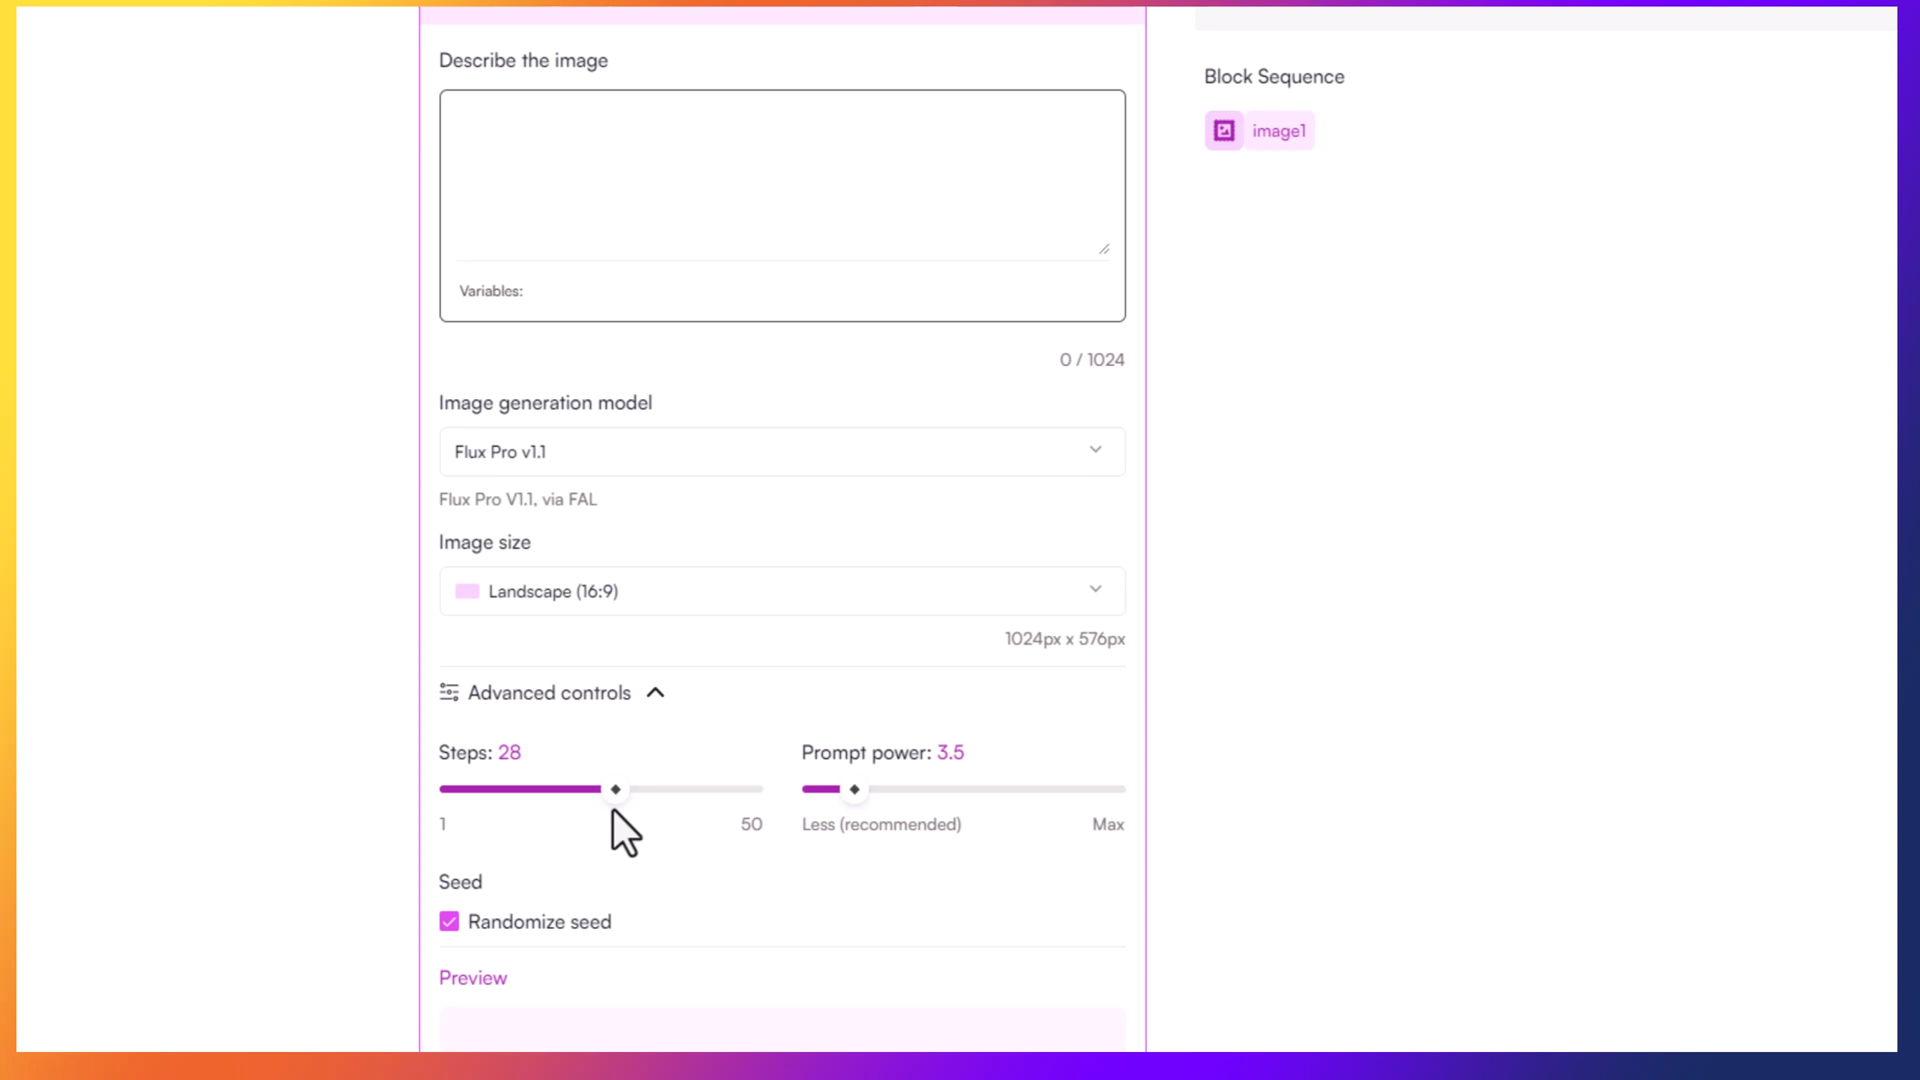 Describe the image
Variables:
0 / 1024
Image generation model
Flux Pro v1.1
Flux Pro V1.1, via FAL
Image size
Landscape (16:9)
1024px x 576px
Advanced controls
Steps: 28
1
50
Prompt power: 3.5
Less (recommended)
Max
Seed
Randomize seed
Preview
Block Sequence
image1